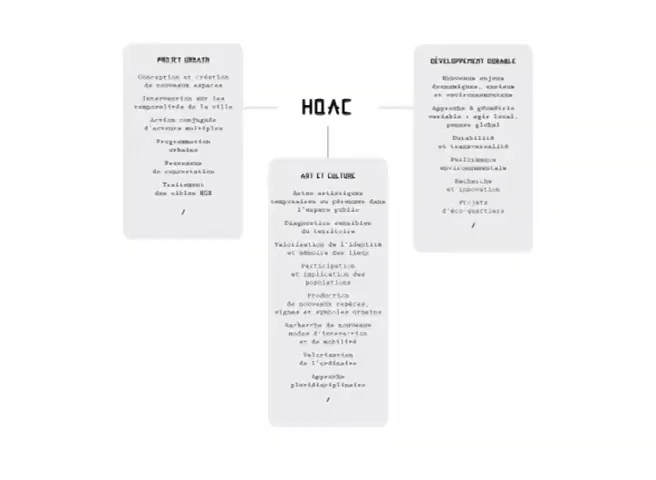 HQAC
PROJET URBAIN
Conception et création
de nouveaux espaces
Intervention sur les
temporalités de la ville
Action conjuguée
d'acteurs multiples
Programmation
urbaine
Processus
de concertation
Traitement
des cibles HQE
/
ART ET CULTURE
Actes artistiques
temporaires ou pérennes dans
l'espace public
Diagnostics sensibles
du territoire
Valorisation de l'identité
et mémoire des lieux
Participation
et implication des
populations
Production
de nouveaux repères,
signes et symboles urbains
Recherche de nouveaux
modes d'interaction
et de mobilité
Valorisation
de l'ordinaire
Approche
pluridisciplinaire
/
DÉVELOPPEMENT DURABLE
Nouveaux enjeux
économiques, sociaux
et environnementaux
Approche à géométrie
variable : agir local,
penser global
Durabilité
et transversalité
Performance
environnementale
Recherche
et innovation
Projets
d'éco-quartiers
/